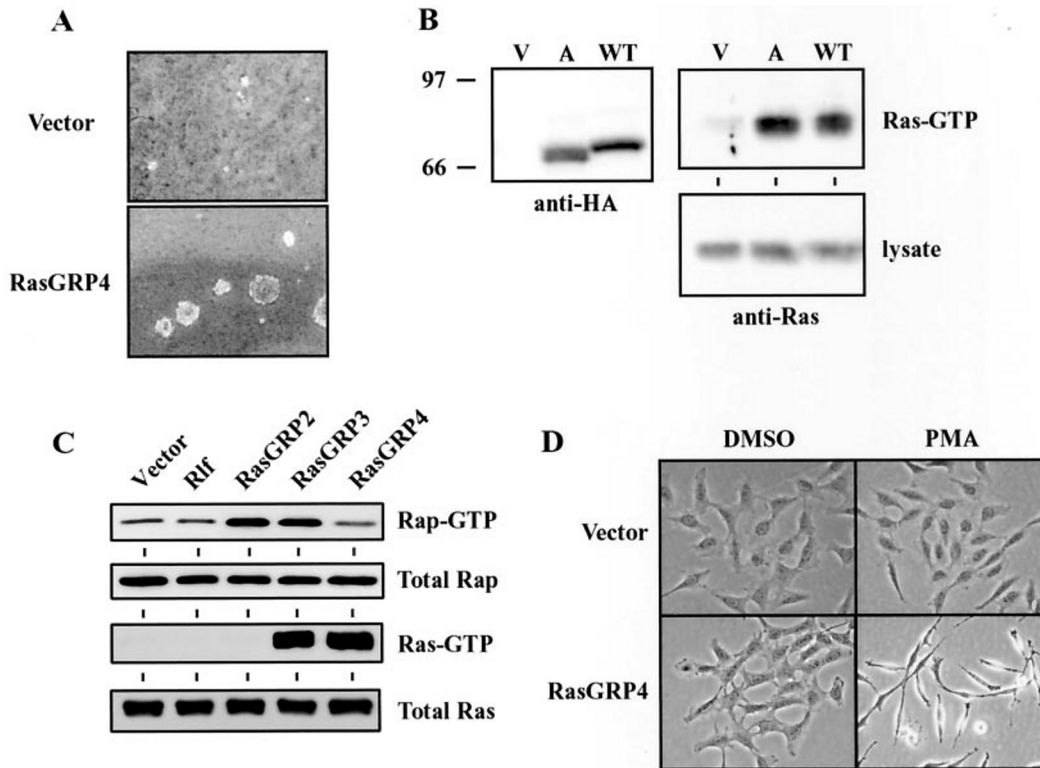 A
Vector
RasGRP4
B
V A WT
97
66
anti-HA
V A WT
Ras-GTP
lysate
anti-Ras
C
Vector
Rlf
RasGRP2
RasGRP3
RasGRP4
Rap-GTP
Total Rap
Ras-GTP
Total Ras
D
DMSO PMA
Vector
RasGRP4